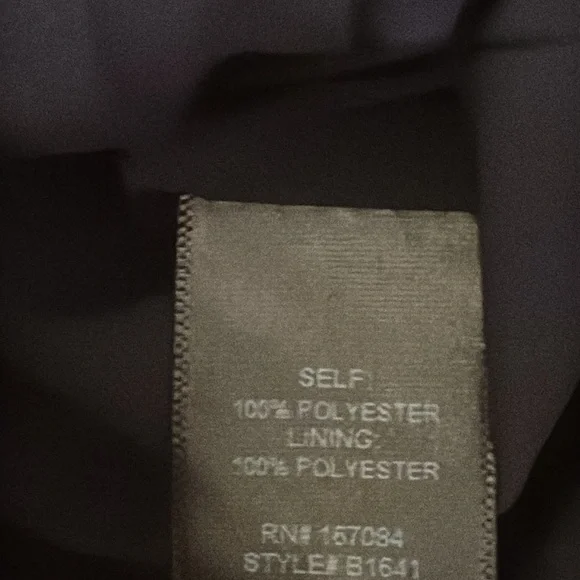 SELF:
100% POLYESTER
LINING:
100% POLYESTER
RN# 157084
STYLE# B1641